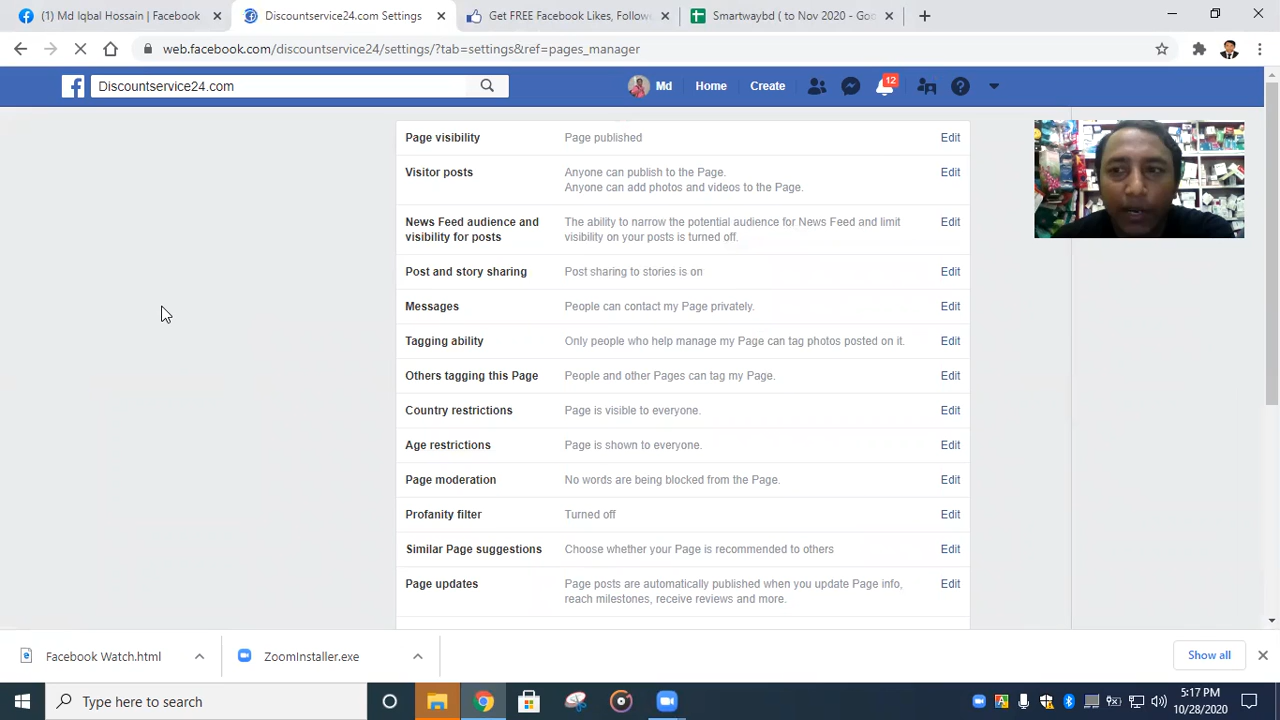 (1) Md Iqbal Hossain | Facebook
Discountservice24.com Settings
Get FREE Facebook Likes, Follow
Smartwaybd ( to Nov 2020 - Goo
web.facebook.com/discountservice24/settings/?tab=settings&ref=pages_manager
Discountservice24.com
Md
Home
Create
12
Page visibility
Page published
Edit
Visitor posts
Anyone can publish to the Page.
Anyone can add photos and videos to the Page.
Edit
News Feed audience and
visibility for posts
The ability to narrow the potential audience for News Feed and limit
visibility on your posts is turned off.
Edit
Post and story sharing
Post sharing to stories is on
Edit
Messages
People can contact my Page privately.
Edit
Tagging ability
Only people who help manage my Page can tag photos posted on it.
Edit
Others tagging this Page
People and other Pages can tag my Page.
Edit
Country restrictions
Page is visible to everyone.
Edit
Age restrictions
Page is shown to everyone.
Edit
Page moderation
No words are being blocked from the Page.
Edit
Profanity filter
Turned off
Edit
Similar Page suggestions
Choose whether your Page is recommended to others
Edit
Page updates
Page posts are automatically published when you update Page info,
reach milestones, receive reviews and more.
Edit
Facebook Watch.html
ZoomInstaller.exe
Show all
Type here to search
5:17 PM
10/28/2020